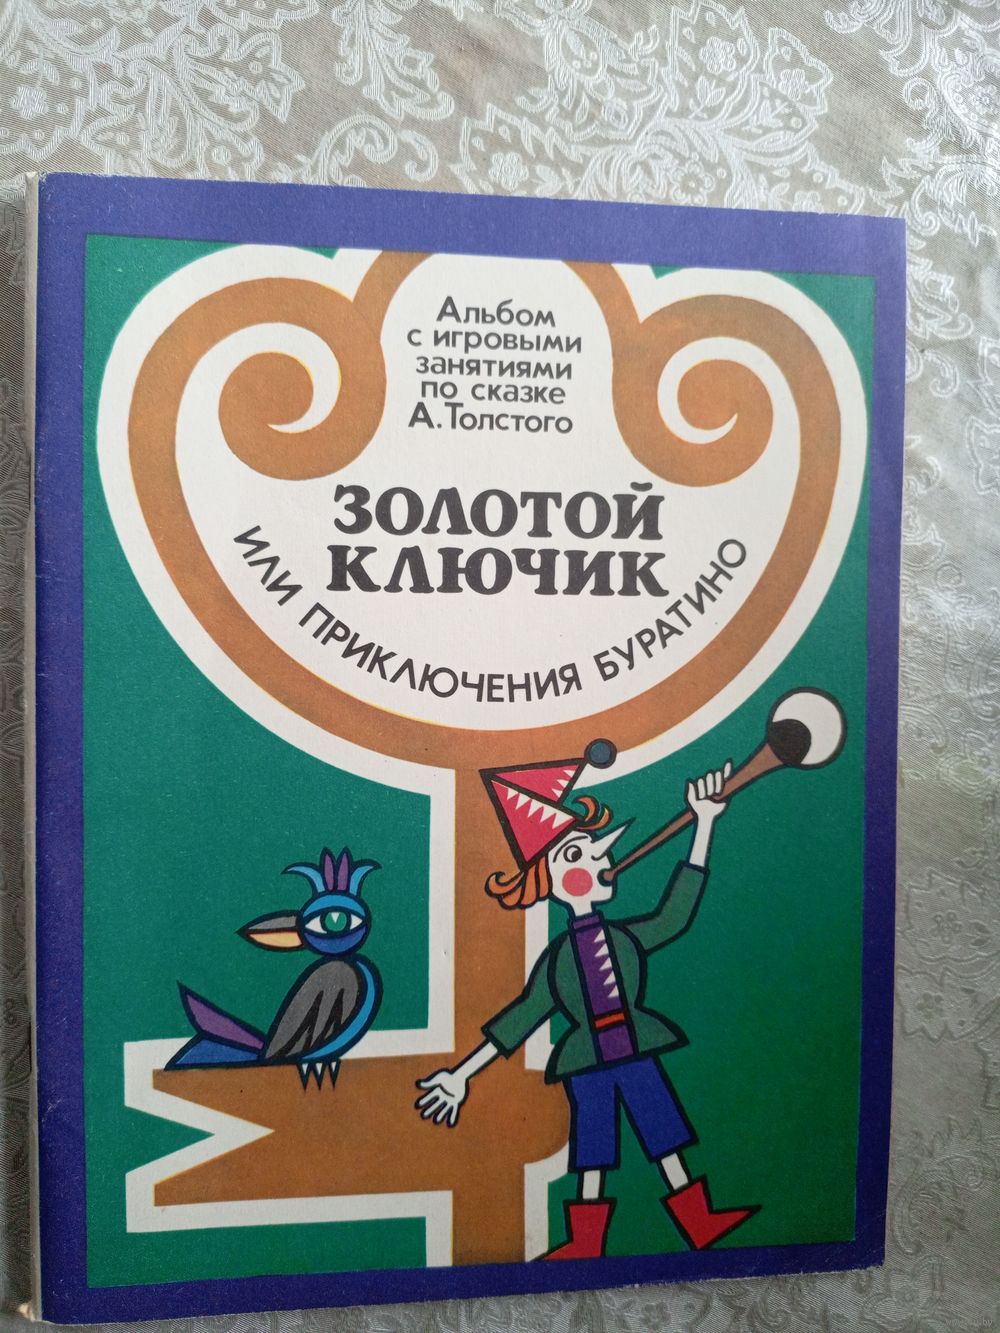 Альбом
с игровыми
занятиями
по сказке
А. Толстого
ЗОЛОТОЙ
КЛЮЧИК
ИЛИ ПРИКЛЮЧЕНИЯ БУРАТИНО